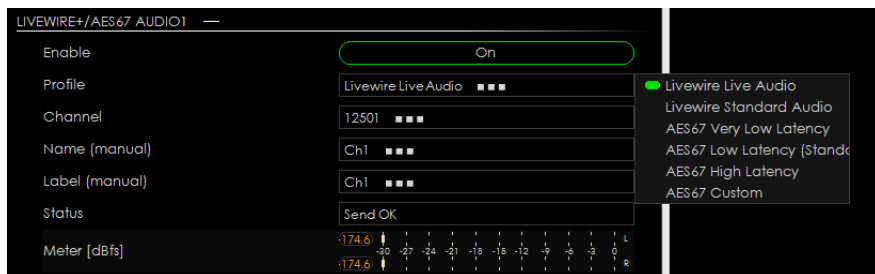 LIVEWIRE+/AES67 AUDIO1 —
Enable On
Profile Livewire Live Audio
Channel 12501
Name (manual) Ch1
Label (manual) Ch1
Status Send OK
Meter [dBfs] 174.6 L
-30 -27 -24 -21 -18 -15 -12 -9 -6 -3 0
174.6 R
Livewire Live Audio
Livewire Standard Audio
AES67 Very Low Latency
AES67 Low Latency (Standa
AES67 High Latency
AES67 Custom